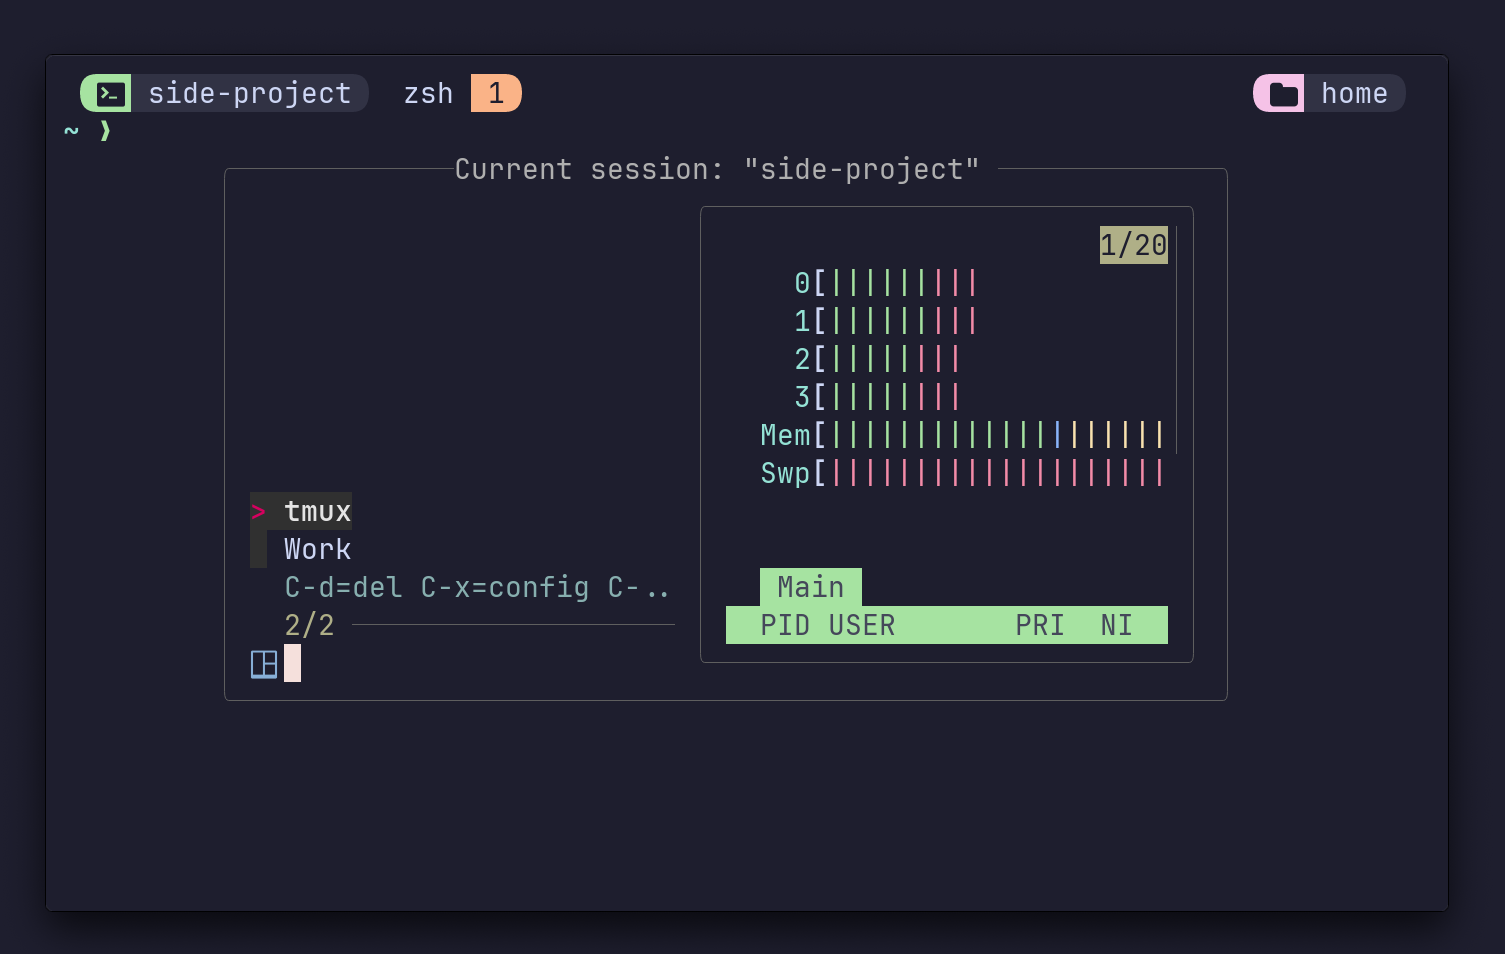 side-project zsh 1 home
~ ❯
Current session: "side-project"
1/20
0[|||||||||
1[|||||||||
2[||||||||
3[||||||||
Mem[||||||||||||||||||||
Swp[||||||||||||||||||||
> tmux
Work
C-d=del C-x=config C-..
Main
2/2
PID USER PRI NI